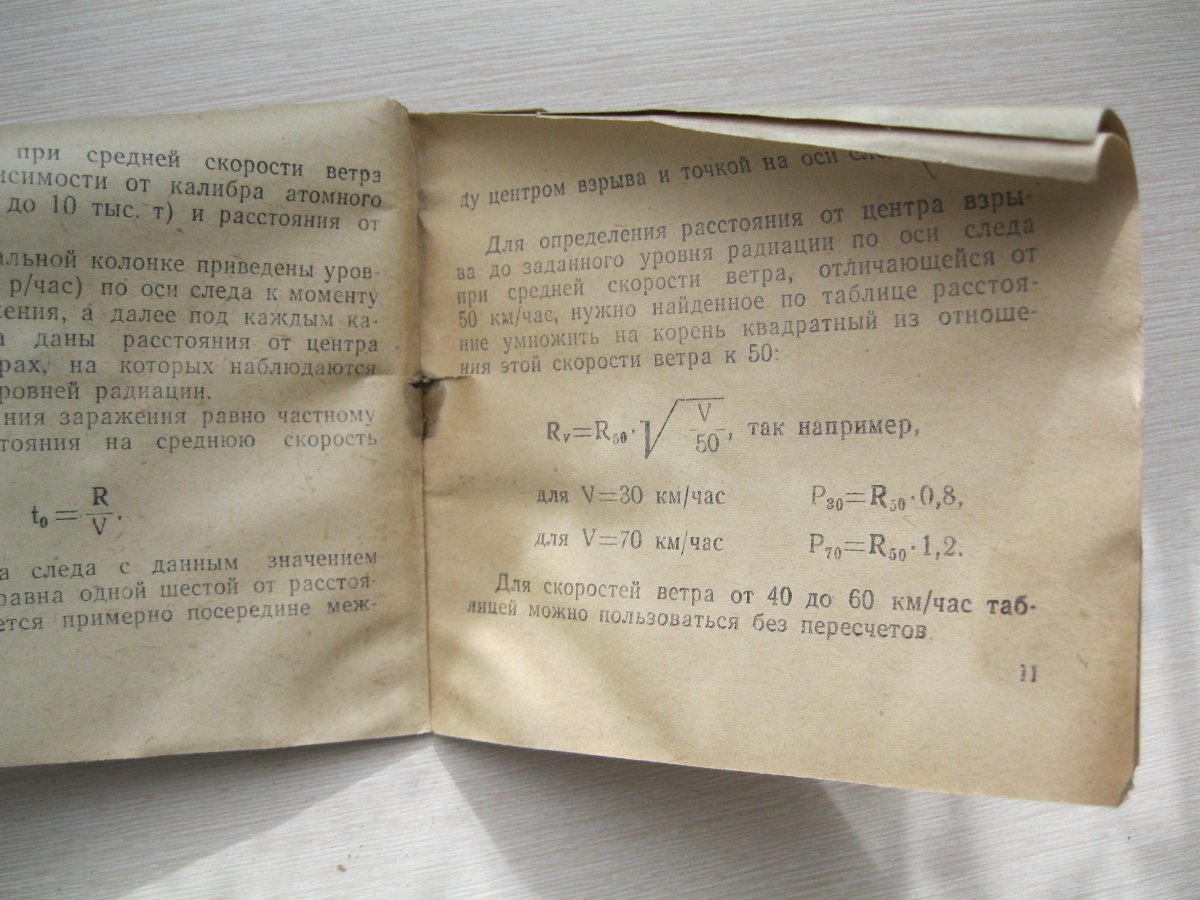 при средней скорости ветра
исимости от калибра атомного
до 10 тыс. т) и расстояния от
альной колонке приведены уров-
р/час) по оси следа к моменту
жения, а далее под каждым ка-
а даны расстояния от центра
рах, на которых наблюдаются
ровней радиации.
ния заражения равно частному
стояния на среднюю скорость
t₀ = R/V.
а следа с данным значением
равна одной шестой от расстоя-
ется примерно посередине меж-
ду центром взрыва и точкой на оси
Для определения расстояния от центра взры-
ва до заданного уровня радиации по оси следа
при средней скорости ветра, отличающейся от
50 км/час, нужно найденное по таблице расстоя-
ние умножить на корень квадратный из отноше-
ния этой скорости ветра к 50:
Rᵥ=R₅₀·√(V/50), так например,
для V=30 км/час P₃₀=R₅₀·0,8,
для V=70 км/час P₇₀=R₅₀·1,2.
Для скоростей ветра от 40 до 60 км/час таб-
лицей можно пользоваться без пересчетов.
11